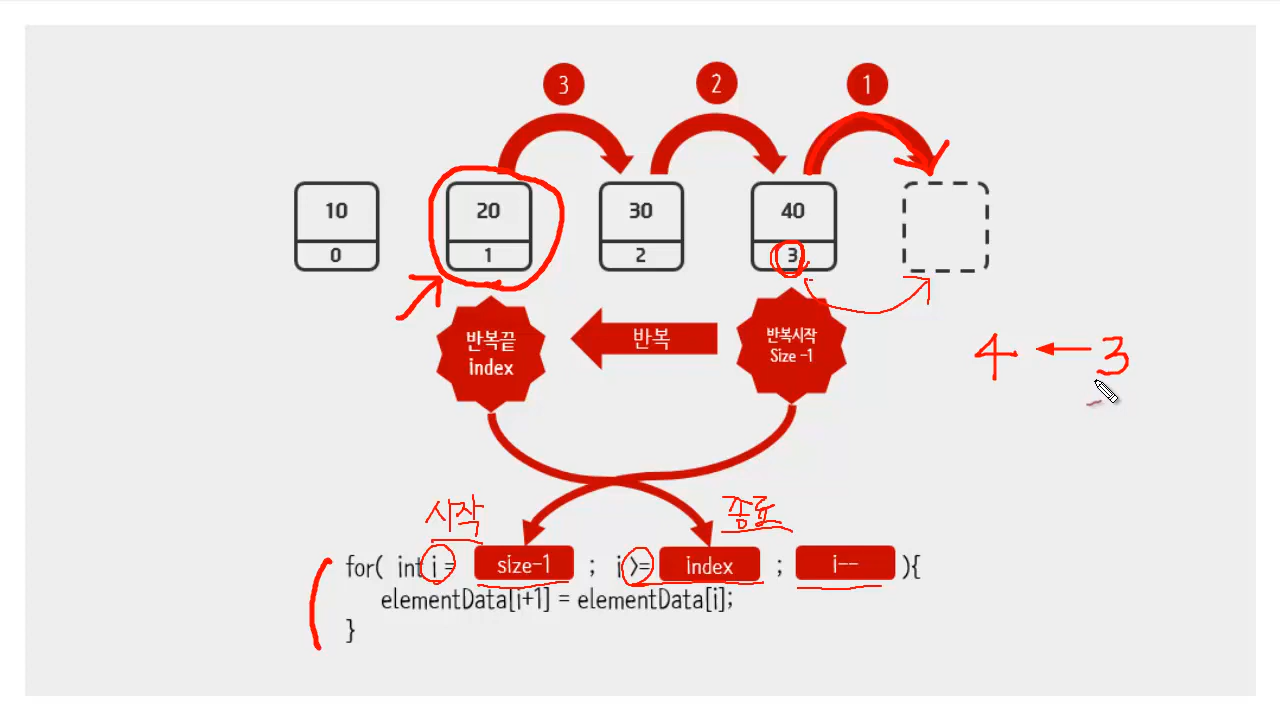 3 2 1
10 20 30 40
0 1 2 3
반복끝
index
반복
반복시작
Size -1
4 ← 3
시작 종료
for( int i = size-1 ; i >= index ; i-- ){
elementData[i+1] = elementData[i];
}